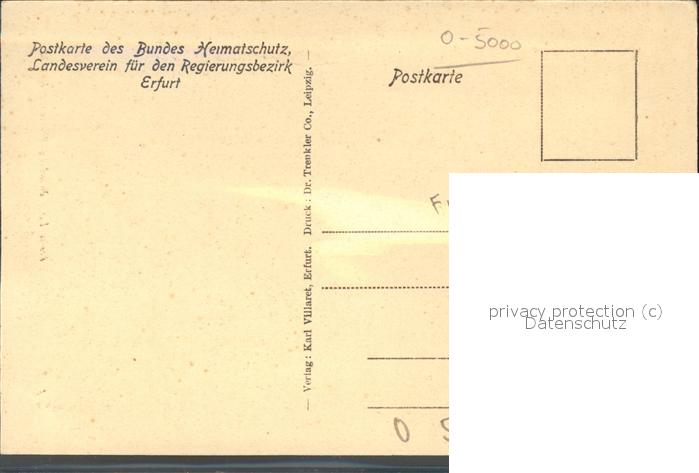 Postkarte des Bundes Heimatschutz,
Landesverein für den Regierungsbezirk
Erfurt
— Verlag: Karl Villaret, Erfurt. Druck: Dr. Trenkler Co., Leipzig. —
0-5000
Postkarte
privacy protection (c)
Datenschutz